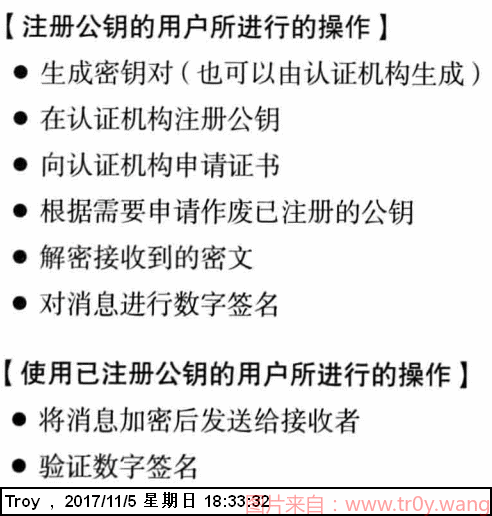 【注册公钥的用户所进行的操作】
● 生成密钥对（也可以由认证机构生成）
● 在认证机构注册公钥
● 向认证机构申请证书
● 根据需要申请作废已注册的公钥
● 解密接收到的密文
● 对消息进行数字签名
【使用已注册公钥的用户所进行的操作】
● 将消息加密后发送给接收者
● 验证数字签名
Troy , 2017/11/5 星期日 18:33:32
图片来自：www.tr0y.wang